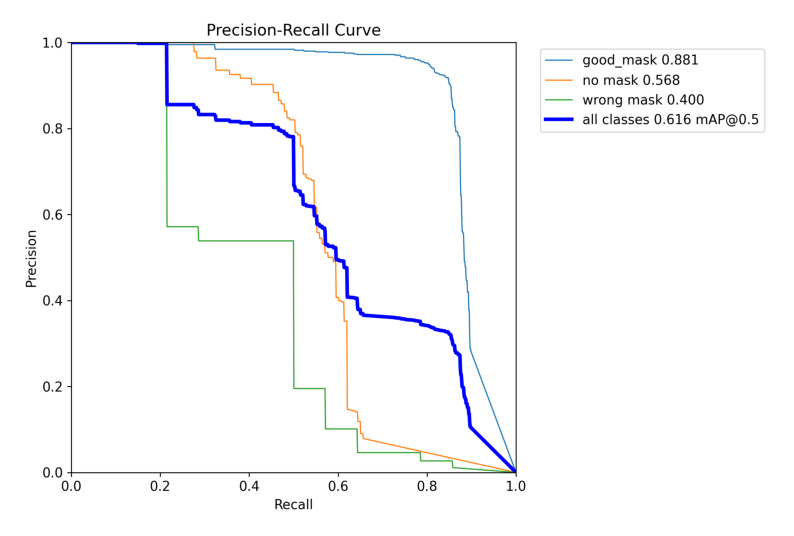 Precision-Recall Curve
1.0
0.8
0.6
0.4
0.2
0.0
Precision
0.0 0.2 0.4 0.6 0.8 1.0
Recall
good_mask 0.881
no mask 0.568
wrong mask 0.400
all classes 0.616 mAP@0.5